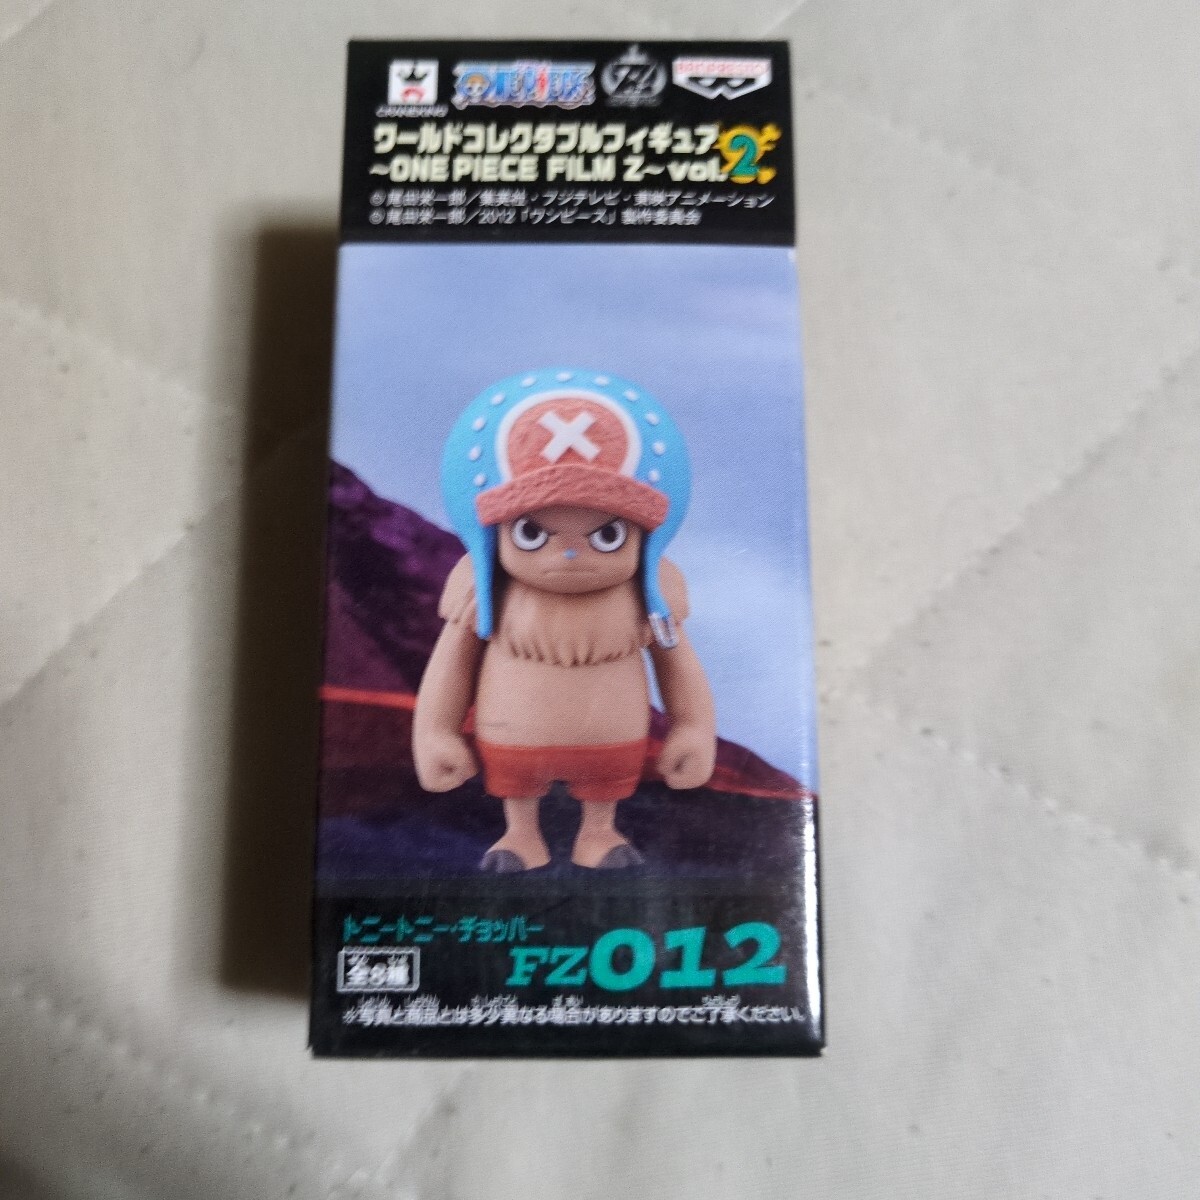 CRANEKING
ONE PIECE
Z
BANPRESTO
ワールドコレクタブルフィギュア
~ONE PIECE FILM Z~ vol.2
©尾田栄一郎／集英社・フジテレビ・東映アニメーション
©尾田栄一郎／2012「ワンピース」製作委員会
トニートニー・チョッパー
全8種
FZ012
※写真と商品とは多少異なる場合がありますのでご了承ください。